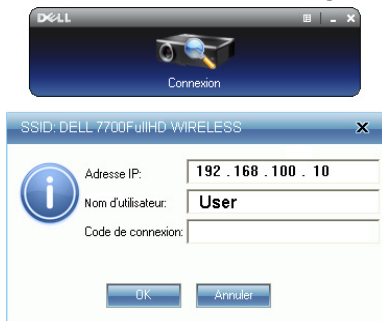 DELL
Connexion
SSID: DELL 7700FullHD WIRELESS
Adresse IP: 192 . 168 . 100 . 10
Nom d'utilisateur: User
Code de connexion:
OK Annuler